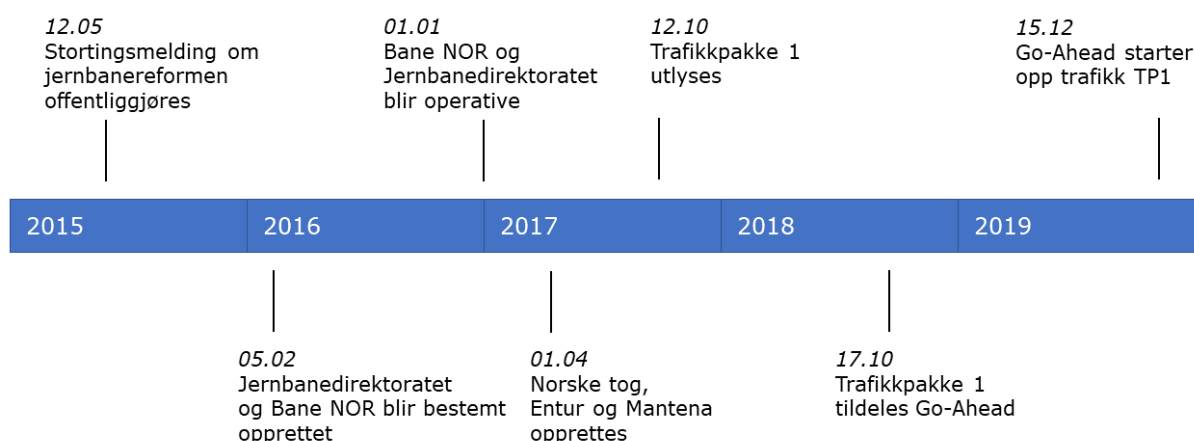 12.05
Stortingsmelding om
jernbanereformen
offentliggjøres
01.01
Bane NOR og
Jernbanedirektoratet
blir operative
12.10
Trafikkpakke 1
utlyses
15.12
Go-Ahead starter
opp trafikk TP1
2015
2016
2017
2018
2019
05.02
Jernbanedirektoratet
og Bane NOR blir bestemt
opprettet
01.04
Norske tog,
Entur og Mantena
opprettes
17.10
Trafikkpakke 1
tildeles Go-Ahead